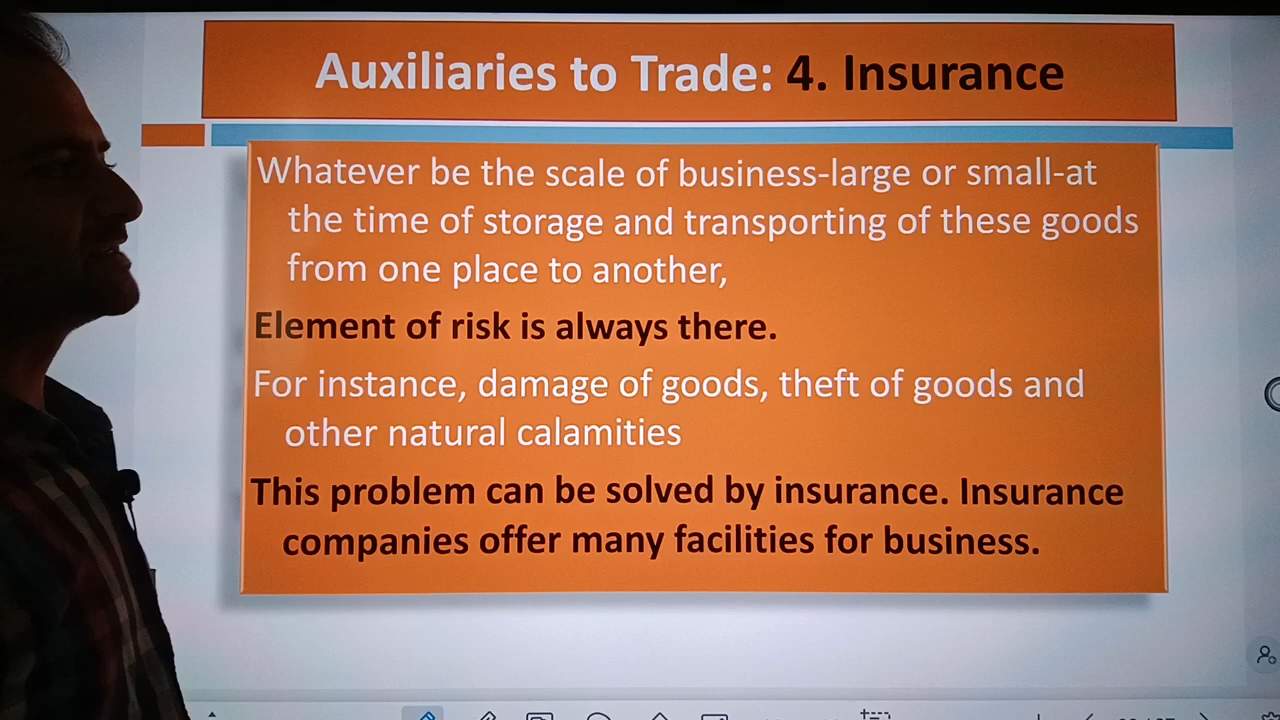 Auxiliaries to Trade: 4. Insurance
Whatever be the scale of business-large or small-at
the time of storage and transporting of these goods
from one place to another,
Element of risk is always there.
For instance, damage of goods, theft of goods and
other natural calamities
This problem can be solved by insurance. Insurance
companies offer many facilities for business.